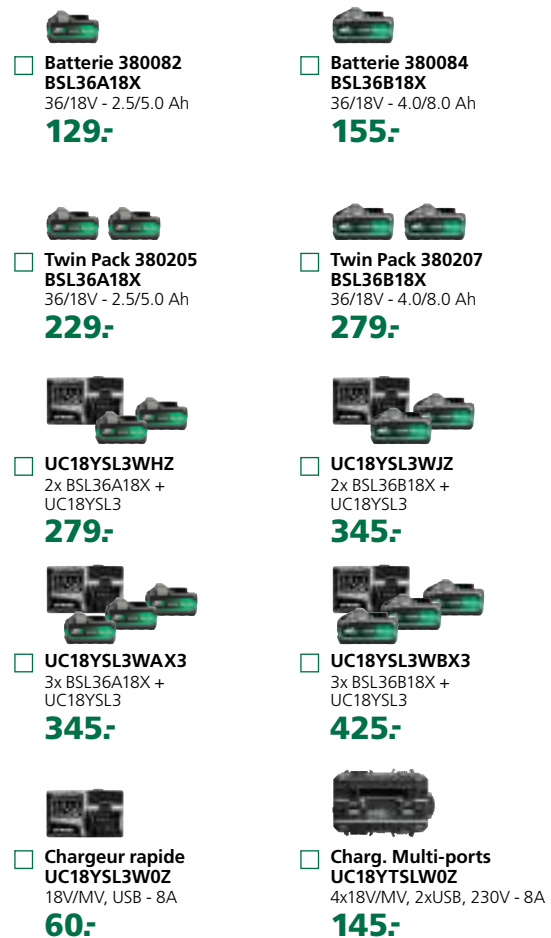 Batterie 380082
BSL36A18X
36/18V - 2.5/5.0 Ah
129.-
Batterie 380084
BSL36B18X
36/18V - 4.0/8.0 Ah
155.-
Twin Pack 380205
BSL36A18X
36/18V - 2.5/5.0 Ah
229.-
Twin Pack 380207
BSL36B18X
36/18V - 4.0/8.0 Ah
279.-
UC18YSL3WHZ
2x BSL36A18X +
UC18YSL3
279.-
UC18YSL3WJZ
2x BSL36B18X +
UC18YSL3
345.-
UC18YSL3WAX3
3x BSL36A18X +
UC18YSL3
345.-
UC18YSL3WBX3
3x BSL36B18X +
UC18YSL3
425.-
Chargeur rapide
UC18YSL3W0Z
18V/MV, USB - 8A
60.-
Charg. Multi-ports
UC18YTSLW0Z
4x18V/MV, 2xUSB, 230V - 8A
145.-